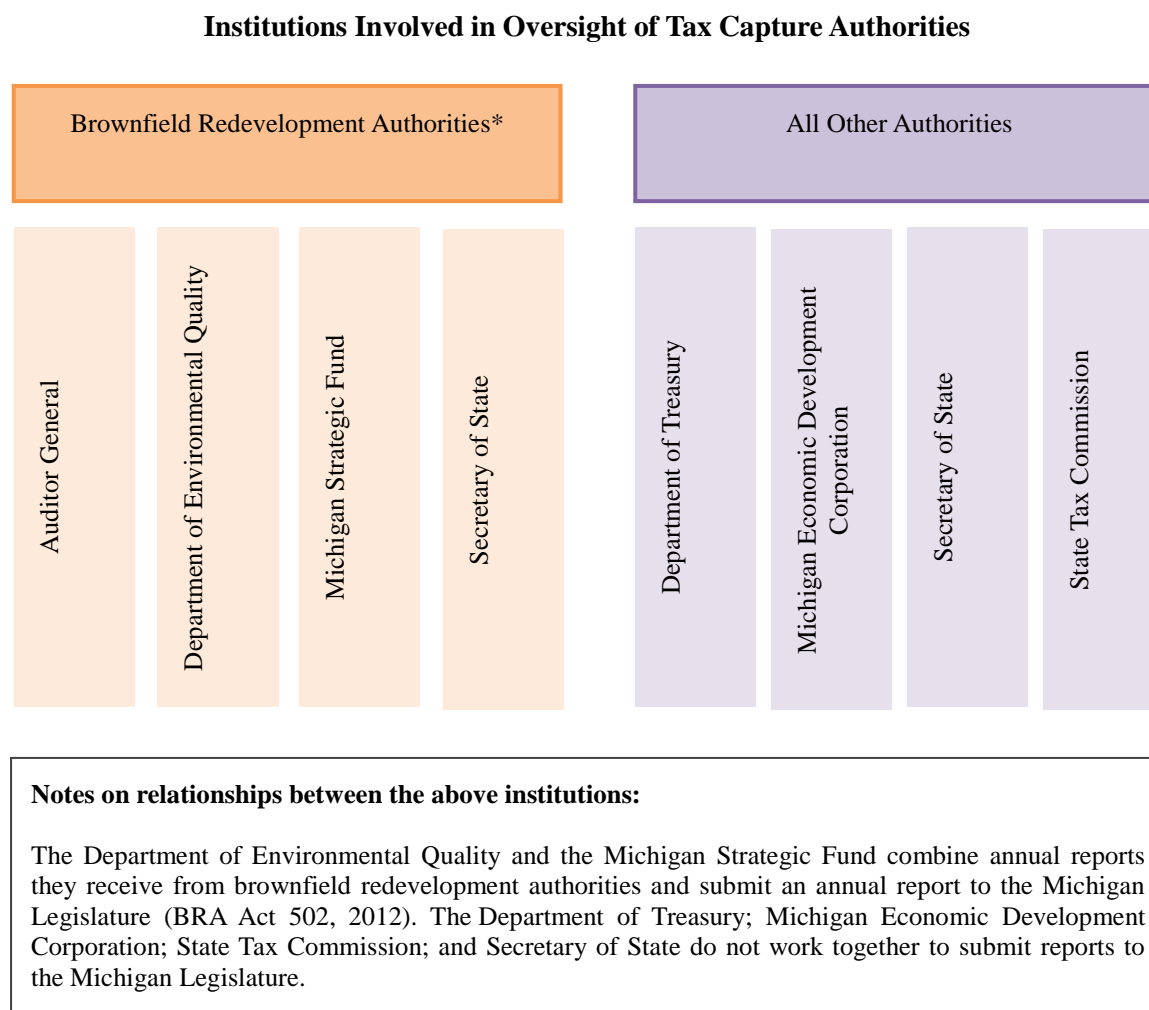 Institutions Involved in Oversight of Tax Capture Authorities
Brownfield Redevelopment Authorities*
All Other Authorities
Auditor General
Department of Environmental Quality
Michigan Strategic Fund
Secretary of State
Department of Treasury
Michigan Economic Development
Corporation
Secretary of State
State Tax Commission
Notes on relationships between the above institutions:
The Department of Environmental Quality and the Michigan Strategic Fund combine annual reports
they receive from brownfield redevelopment authorities and submit an annual report to the Michigan
Legislature (BRA Act 502, 2012). The Department of Treasury; Michigan Economic Development
Corporation; State Tax Commission; and Secretary of State do not work together to submit reports to
the Michigan Legislature.